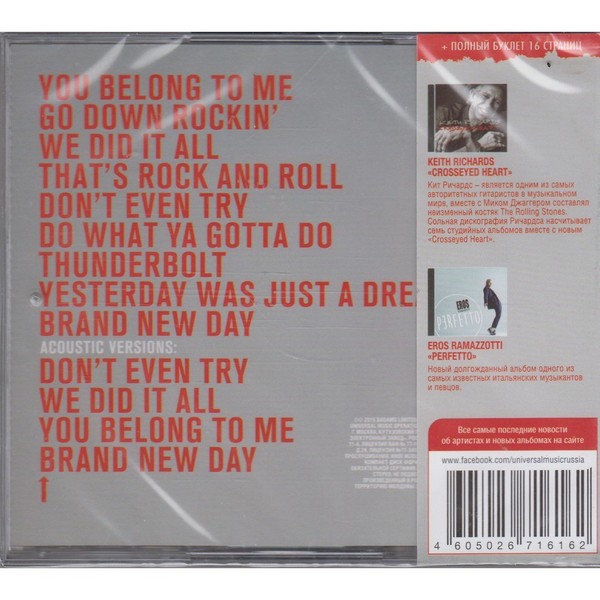 YOU BELONG TO ME
GO DOWN ROCKIN'
WE DID IT ALL
THAT'S ROCK AND ROLL
DON'T EVEN TRY
DO WHAT YA GOTTA DO
THUNDERBOLT
YESTERDAY WAS JUST A DRE
BRAND NEW DAY
ACOUSTIC VERSIONS:
DON'T EVEN TRY
WE DID IT ALL
YOU BELONG TO ME
BRAND NEW DAY
+ ПОЛНЫЙ БУКЛЕТ 16 СТРАНИЦ
KEITH RICHARDS
«CROSSEYED HEART»
Кит Ричардс – является одним из самых
авторитетных гитаристов в музыкальном
мире, вместе с Миком Джаггером составлял
неизменный костяк The Rolling Stones.
Сольная дискография Ричардса насчитывает
семь студийных альбомов вместе с новым
«Crosseyed Heart».
EROS
PERFETTO
EROS RAMAZZOTTI
«PERFETTO»
Новый долгожданный альбом одного из
самых известных итальянских музыкантов
и певцов.
Все самые последние новости
об артистах и новых альбомах на сайте
www.facebook.com/universalmusicrussia
4 605026 716162